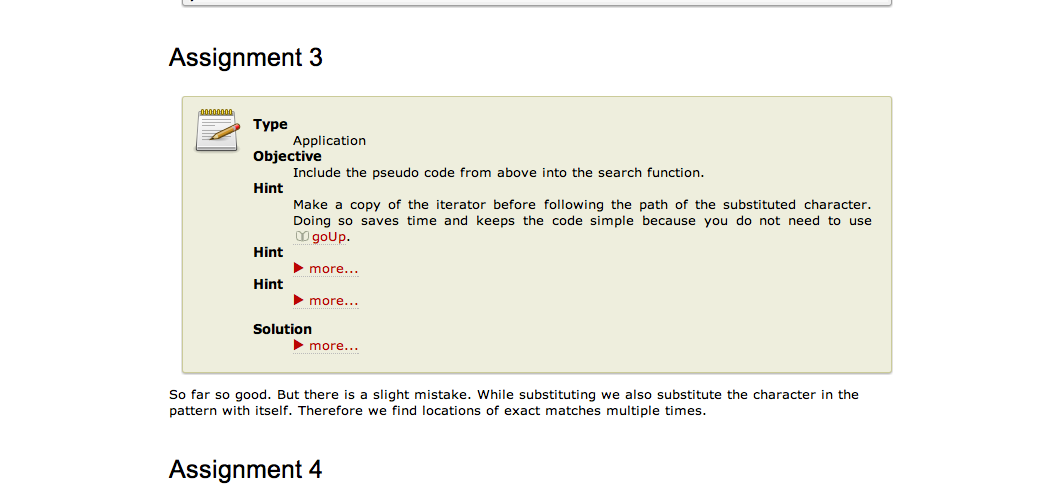 Assignment 3
Type
Application
Objective
Include the pseudo code from above into the search function.
Hint
Make a copy of the iterator before following the path of the substituted character.
Doing so saves time and keeps the code simple because you do not need to use
goUp.
Hint
more...
Hint
more...
Solution
more...
So far so good. But there is a slight mistake. While substituting we also substitute the character in the
pattern with itself. Therefore we find locations of exact matches multiple times.
Assignment 4